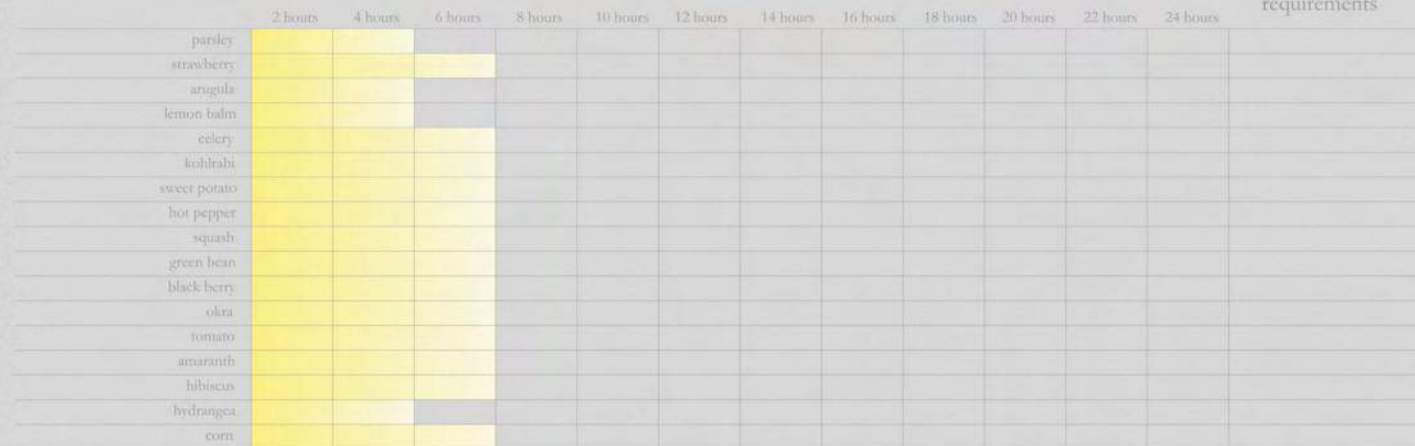 requirements
2 hours 4 hours 6 hours 8 hours 10 hours 12 hours 14 hours 16 hours 18 hours 20 hours 22 hours 24 hours
parsley
strawberry
arugula
lemon balm
celery
kohlrabi
sweet potato
hot pepper
squash
green bean
black berry
okra
tomato
amaranth
hibiscus
hydrangea
corn